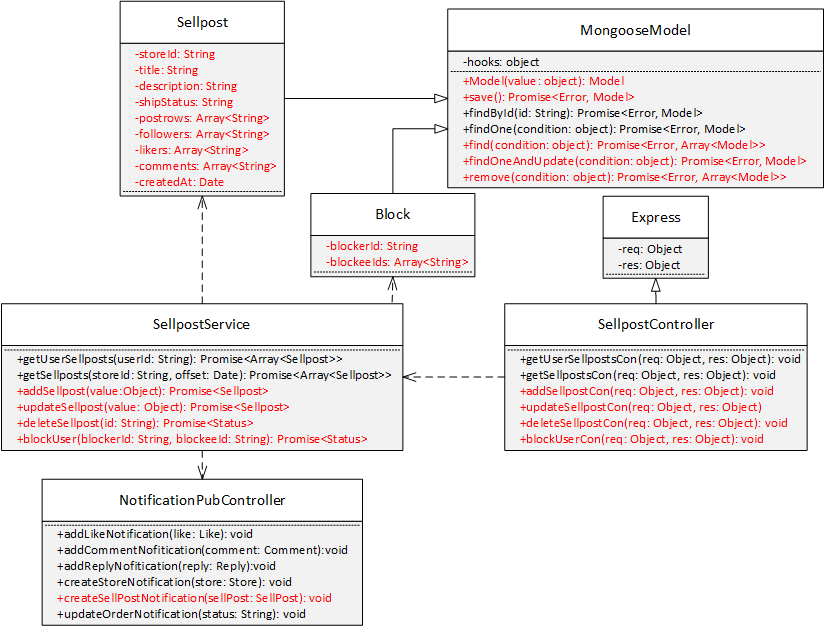 Sellpost
-storeId: String
-title: String
-description: String
-shipStatus: String
-postrows: Array<String>
-followers: Array<String>
-likers: Array<String>
-comments: Array<String>
-createdAt: Date
MongooseModel
-hooks: object
+Model(value: object): Model
+save(): Promise<Error, Model>
+findById(id: String): Promise<Error, Model>
+findOne(condition: object): Promise<Error, Model>
+find(condition: object): Promise<Error, Array<Model>>
+findOneAndUpdate(condition: object): Promise<Error, Model>
+remove(condition: object): Promise<Error, Array<Model>>
Block
-blockerId: String
-blockeeIds: Array<String>
Express
-req: Object
-res: Object
SellpostService
+getUserSellposts(userId: String): Promise<Array<Sellpost>>
+getSellposts(storeId: String, offset: Date): Promise<Array<Sellpost>>
+addSellpost(value:Object): Promise<Sellpost>
+updateSellpost(value: Object): Promise<Sellpost>
+deleteSellpost(id: String): Promise<Status>
+blockUser(blockerId: String, blockeeId: String): Promise<Status>
SellpostController
+getUserSellpostsCon(req: Object, res: Object): void
+getSellpostsCon(req: Object, res: Object): void
+addSellpostCon(req: Object, res: Object): void
+updateSellpostCon(req: Object, res: Object)
+deleteSellpostCon(req: Object, res: Object): void
+blockUserCon(req: Object, res: Object): void
NotificationPubController
+addLikeNotification(like: Like): void
+addCommentNofitication(comment: Comment):void
+addReplyNofitication(reply: Reply):void
+createStoreNotification(store: Store): void
+createSellPostNotification(sellPost: SellPost): void
+updateOrderNotification(status: String): void